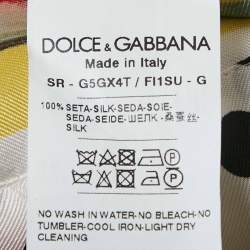 DOLCE & GABBANA
Made in Italy
SR - G5GX4T / FI1SU - G
100% SETA-SILK-SEDA-SOIE-
SEDA-SEIDE-ШЕЛК - 桑蚕丝-
SILK
NO WASH IN WATER-NO BLEACH-NO
TUMBLER-COOL IRON-LIGHT DRY
CLEANING